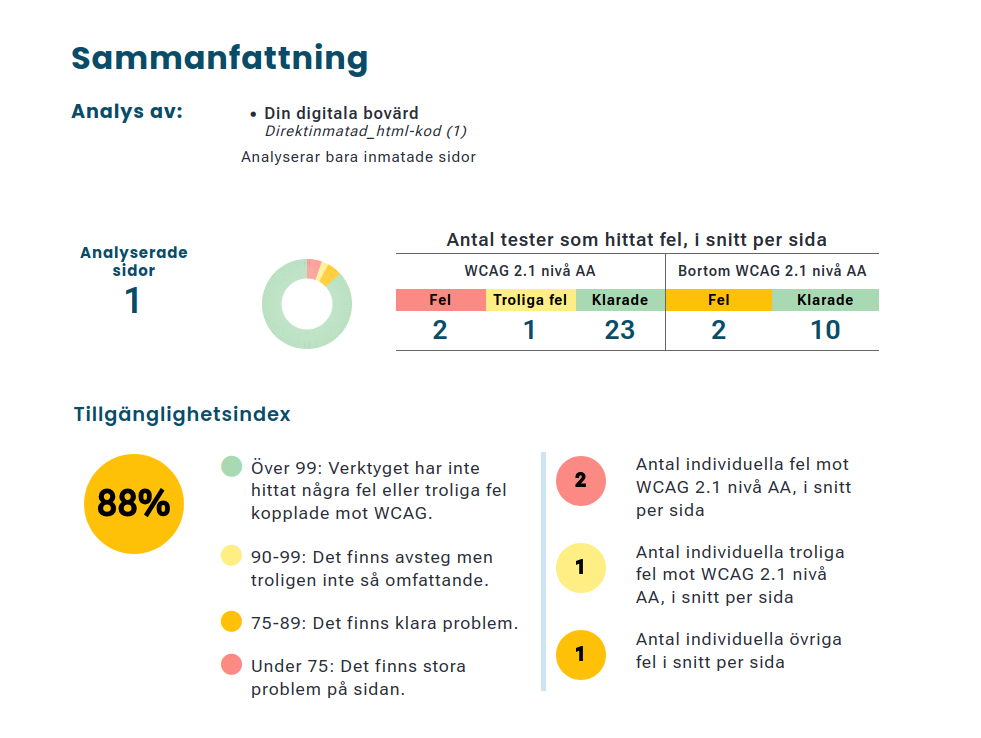 Sammanfattning
Analys av:
• Din digitala bovärd
Direktinmatad_html-kod (1)
Analyserar bara inmatade sidor
Analyserade
sidor
1
Antal tester som hittat fel, i snitt per sida
WCAG 2.1 nivå AA
Bortom WCAG 2.1 nivå AA
Fel Troliga fel Klarade Fel Klarade
2 1 23 2 10
Tillgänglighetsindex
88%
Över 99: Verktyget har inte
hittat några fel eller troliga fel
kopplade mot WCAG.
90-99: Det finns avsteg men
troligen inte så omfattande.
75-89: Det finns klara problem.
Under 75: Det finns stora
problem på sidan.
2
Antal individuella fel mot
WCAG 2.1 nivå AA, i snitt
per sida
1
Antal individuella troliga
fel mot WCAG 2.1 nivå
AA, i snitt per sida
1
Antal individuella övriga
fel i snitt per sida